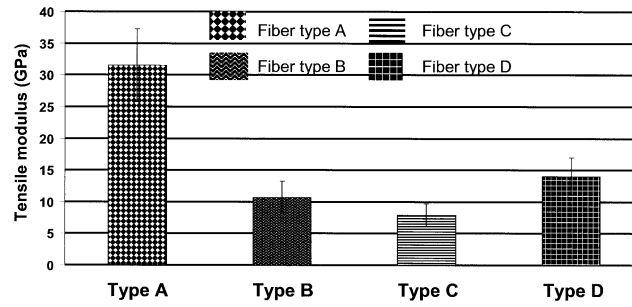 40
35
30
25
20
15
10
5
0
Tensile modulus (GPa)
Fiber type A
Fiber type C
Fiber type B
Fiber type D
Type A
Type B
Type C
Type D